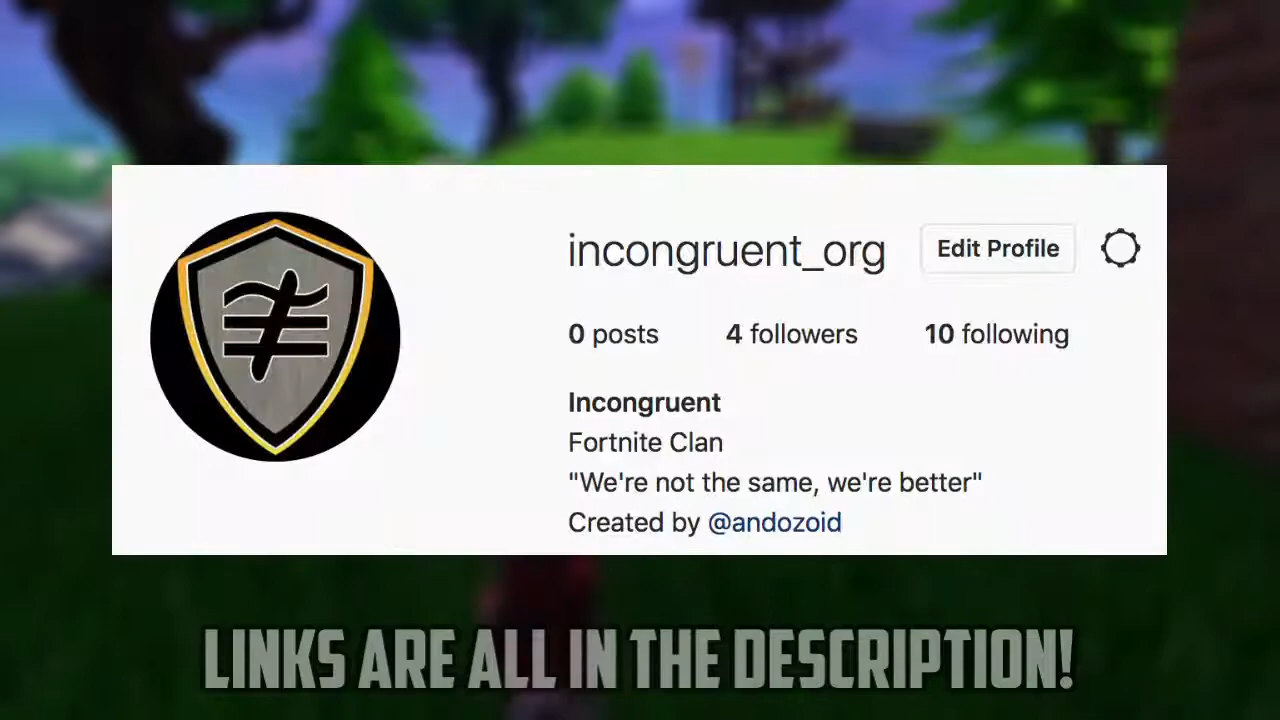 incongruent_org Edit Profile
0 posts 4 followers 10 following
Incongruent
Fortnite Clan
"We're not the same, we're better"
Created by @andozoid
LINKS ARE ALL IN THE DESCRIPTION!